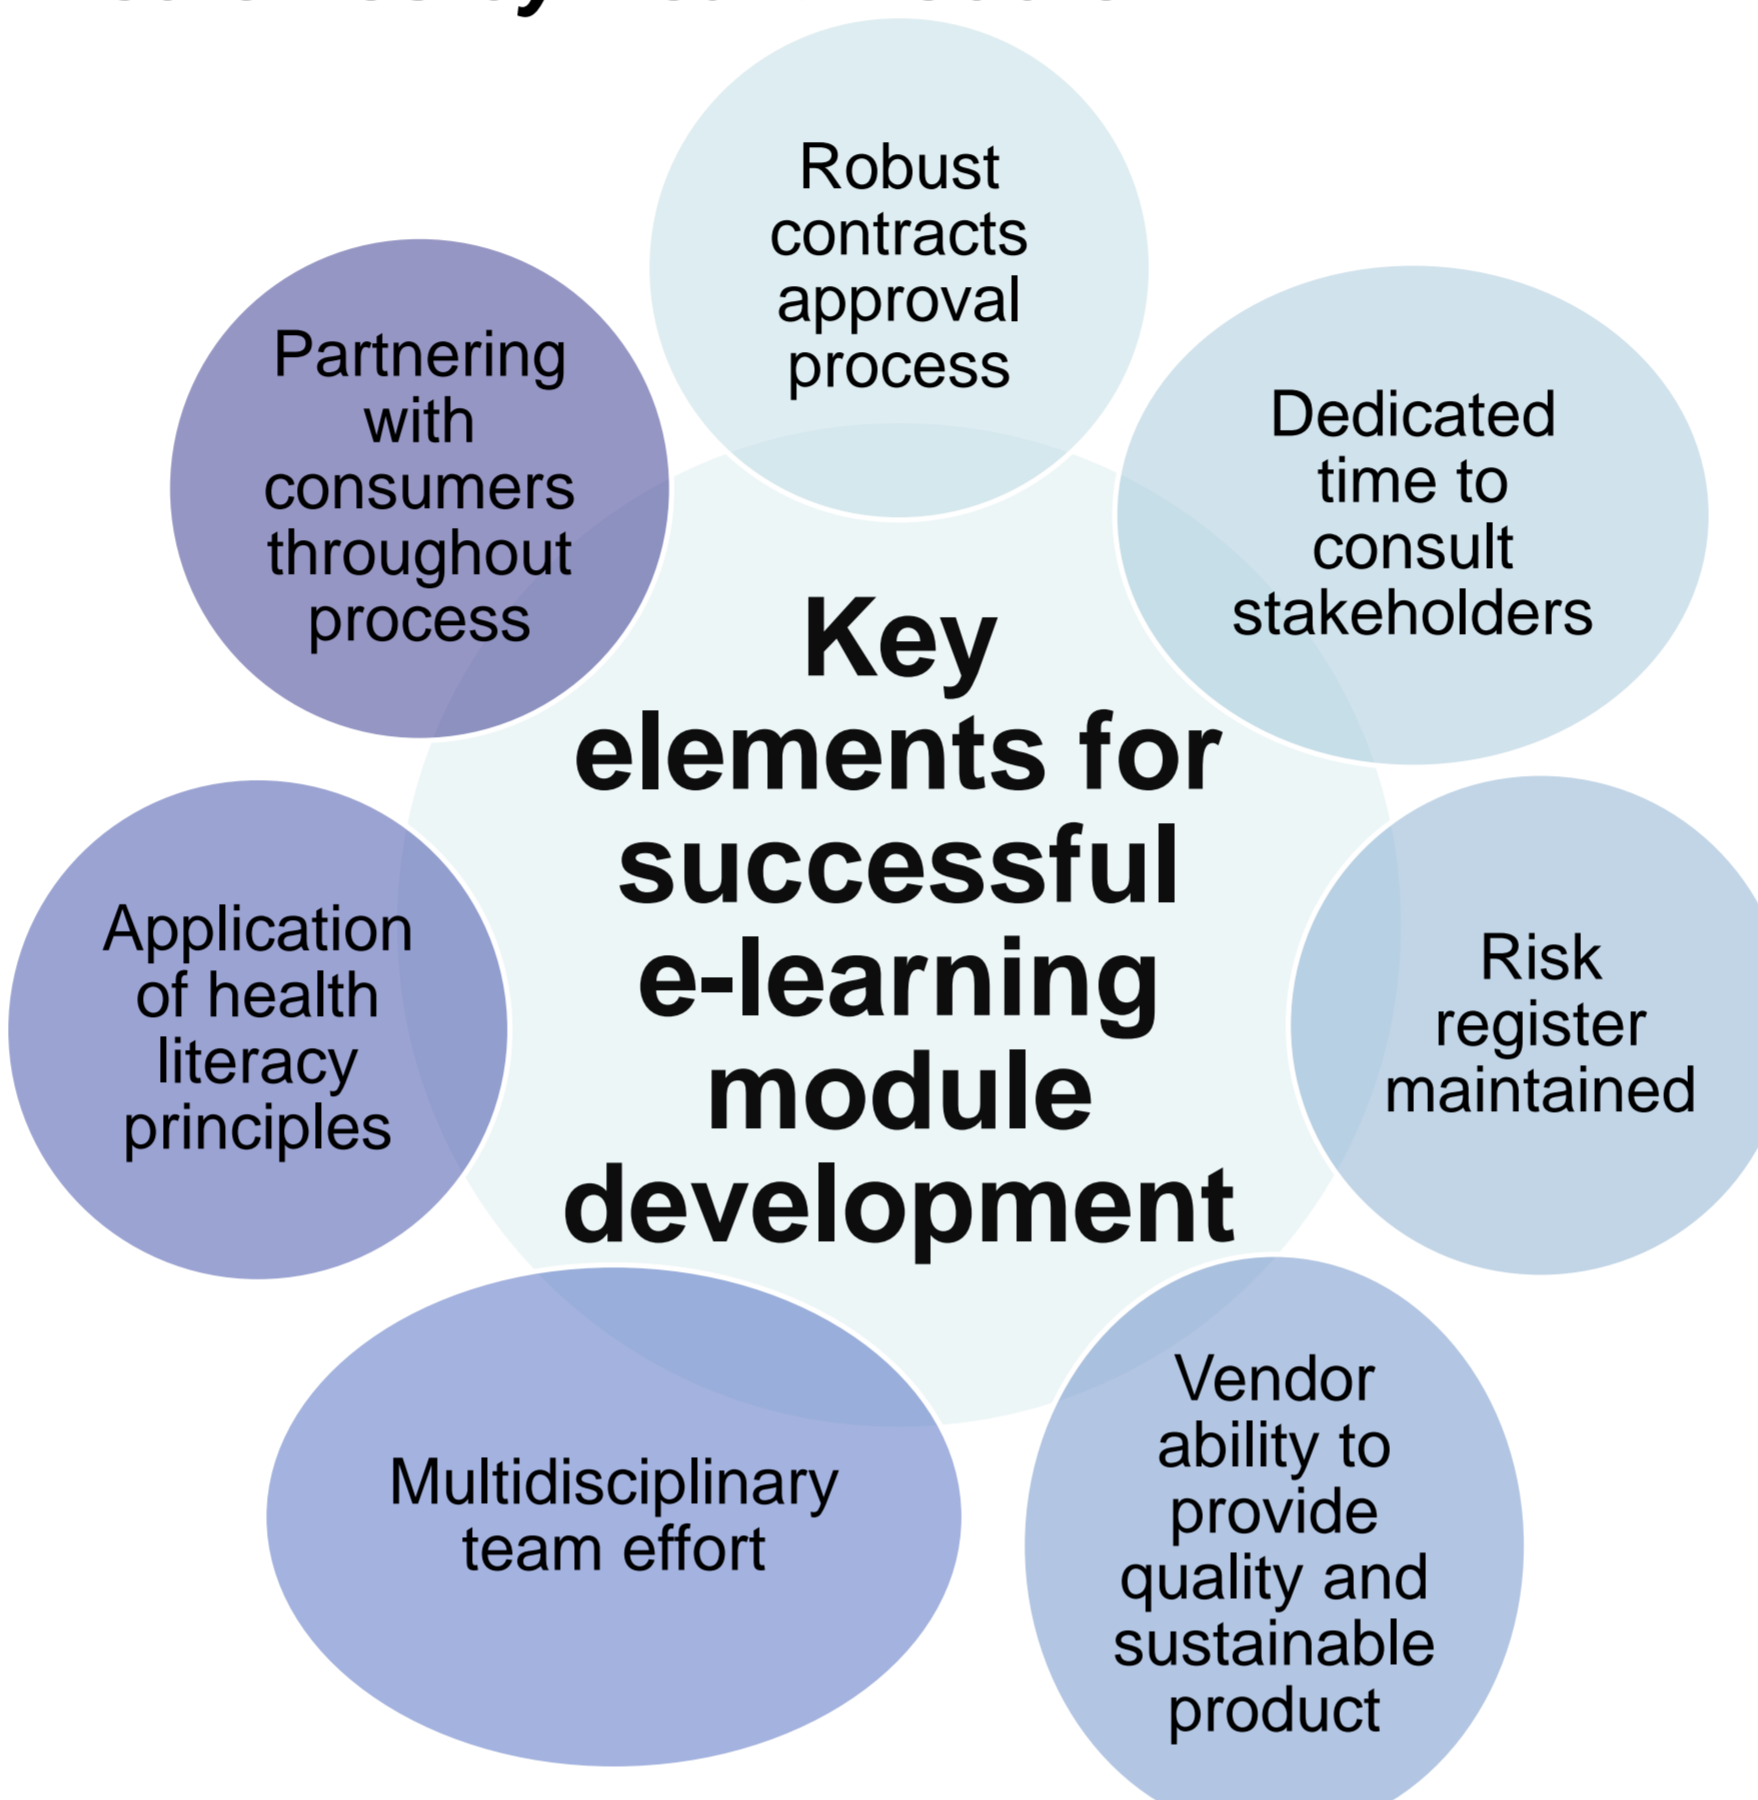 Robust
contracts
approval
process
Dedicated
time to
consult
stakeholders
Risk
register
maintained
Vendor
ability to
provide
quality and
sustainable
product
Multidisciplinary
team effort
Application
of health
literacy
principles
Partnering
with
consumers
throughout
process
Key
elements for
successful
e-learning
module
development